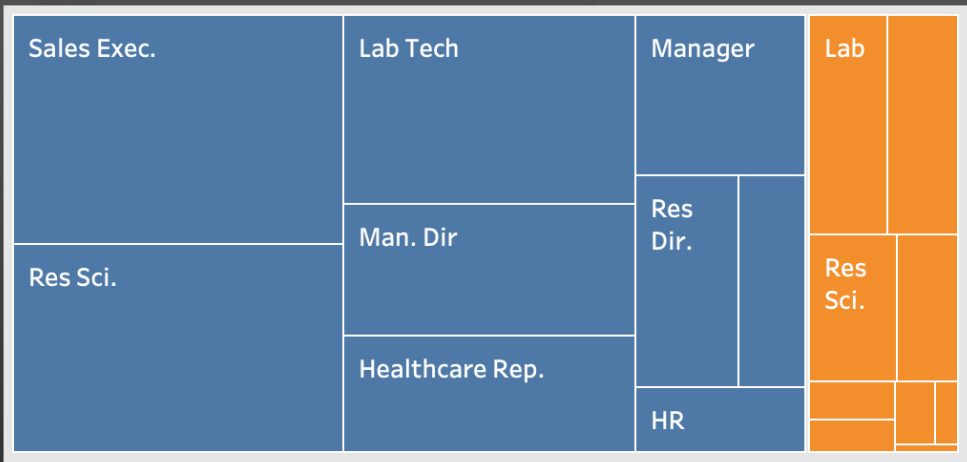 Sales Exec.
Res Sci.
Lab Tech
Man. Dir
Healthcare Rep.
Manager
Res
Dir.
HR
Lab
Res
Sci.